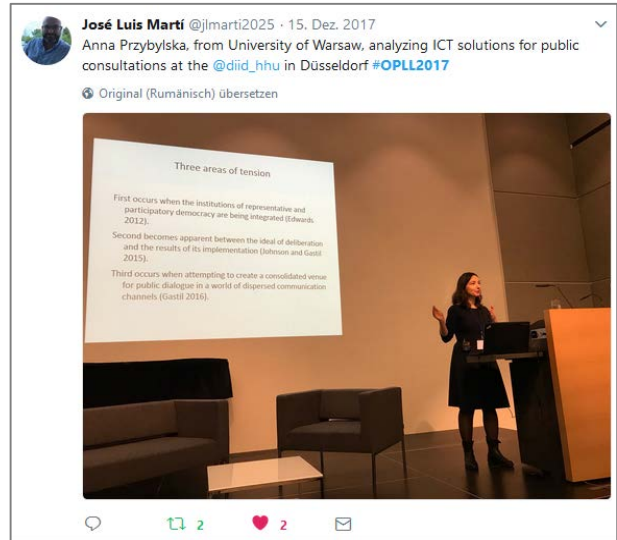 José Luis Martí @jlmarti2025 · 15. Dez. 2017
Anna Przybylska, from University of Warsaw, analyzing ICT solutions for public
consultations at the @diid_hhu in Düsseldorf #OPLL2017
Original (Rumänisch) übersetzen
Three areas of tension
First occurs when the institutions of representative and
participatory democracy are being integrated (Edwards
2012).
Second becomes apparent between the ideal of deliberation
and the results of its implementation (Johnson and Gastil
2015).
Third occurs when attempting to create a consolidated venue
for public dialogue in a world of dispersed communication
channels (Gastil 2016).
2 2